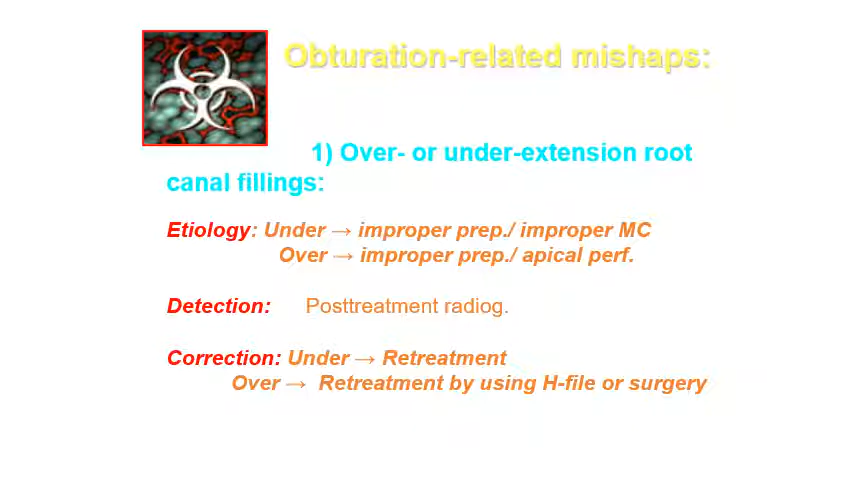 Obturation-related mishaps:
1) Over- or under-extension root
canal fillings:
Etiology: Under → improper prep./ improper MC
Over → improper prep./ apical perf.
Detection: Posttreatment radiog.
Correction: Under → Retreatment
Over → Retreatment by using H-file or surgery